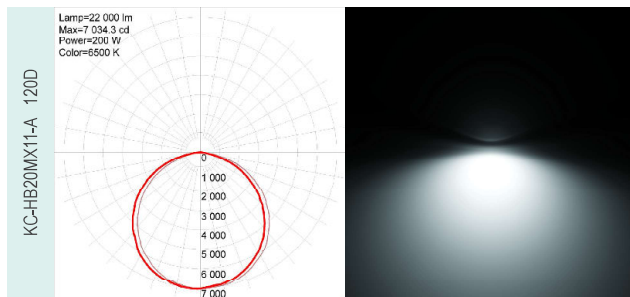 KC-HB20MX11-A 120D
Lamp=22 000 lm
Max=7 034.3 cd
Power=200 W
Color=6500 K
0
1 000
2 000
3 000
4 000
5 000
6 000
7 000